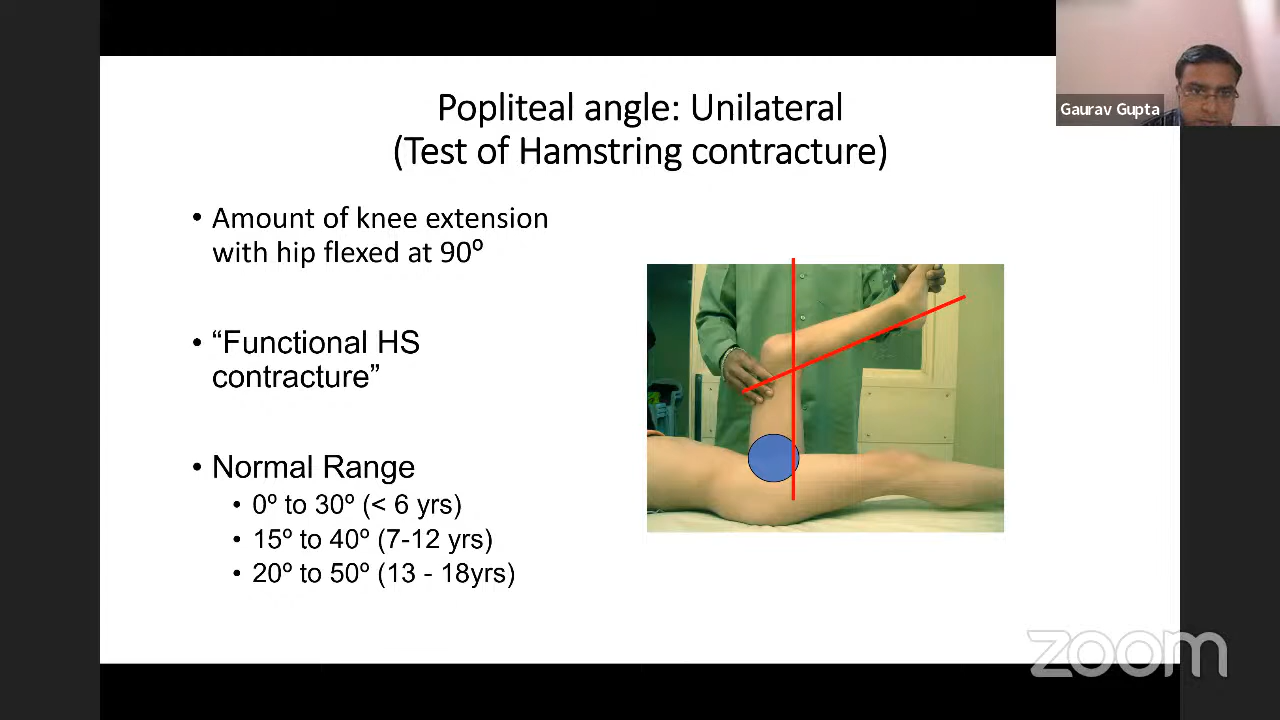 Popliteal angle: Unilateral
(Test of Hamstring contracture)
• Amount of knee extension
with hip flexed at 90⁰
• “Functional HS
contracture”
• Normal Range
• 0º to 30º (< 6 yrs)
• 15º to 40º (7-12 yrs)
• 20º to 50º (13 - 18yrs)
Gaurav Gupta
zoom